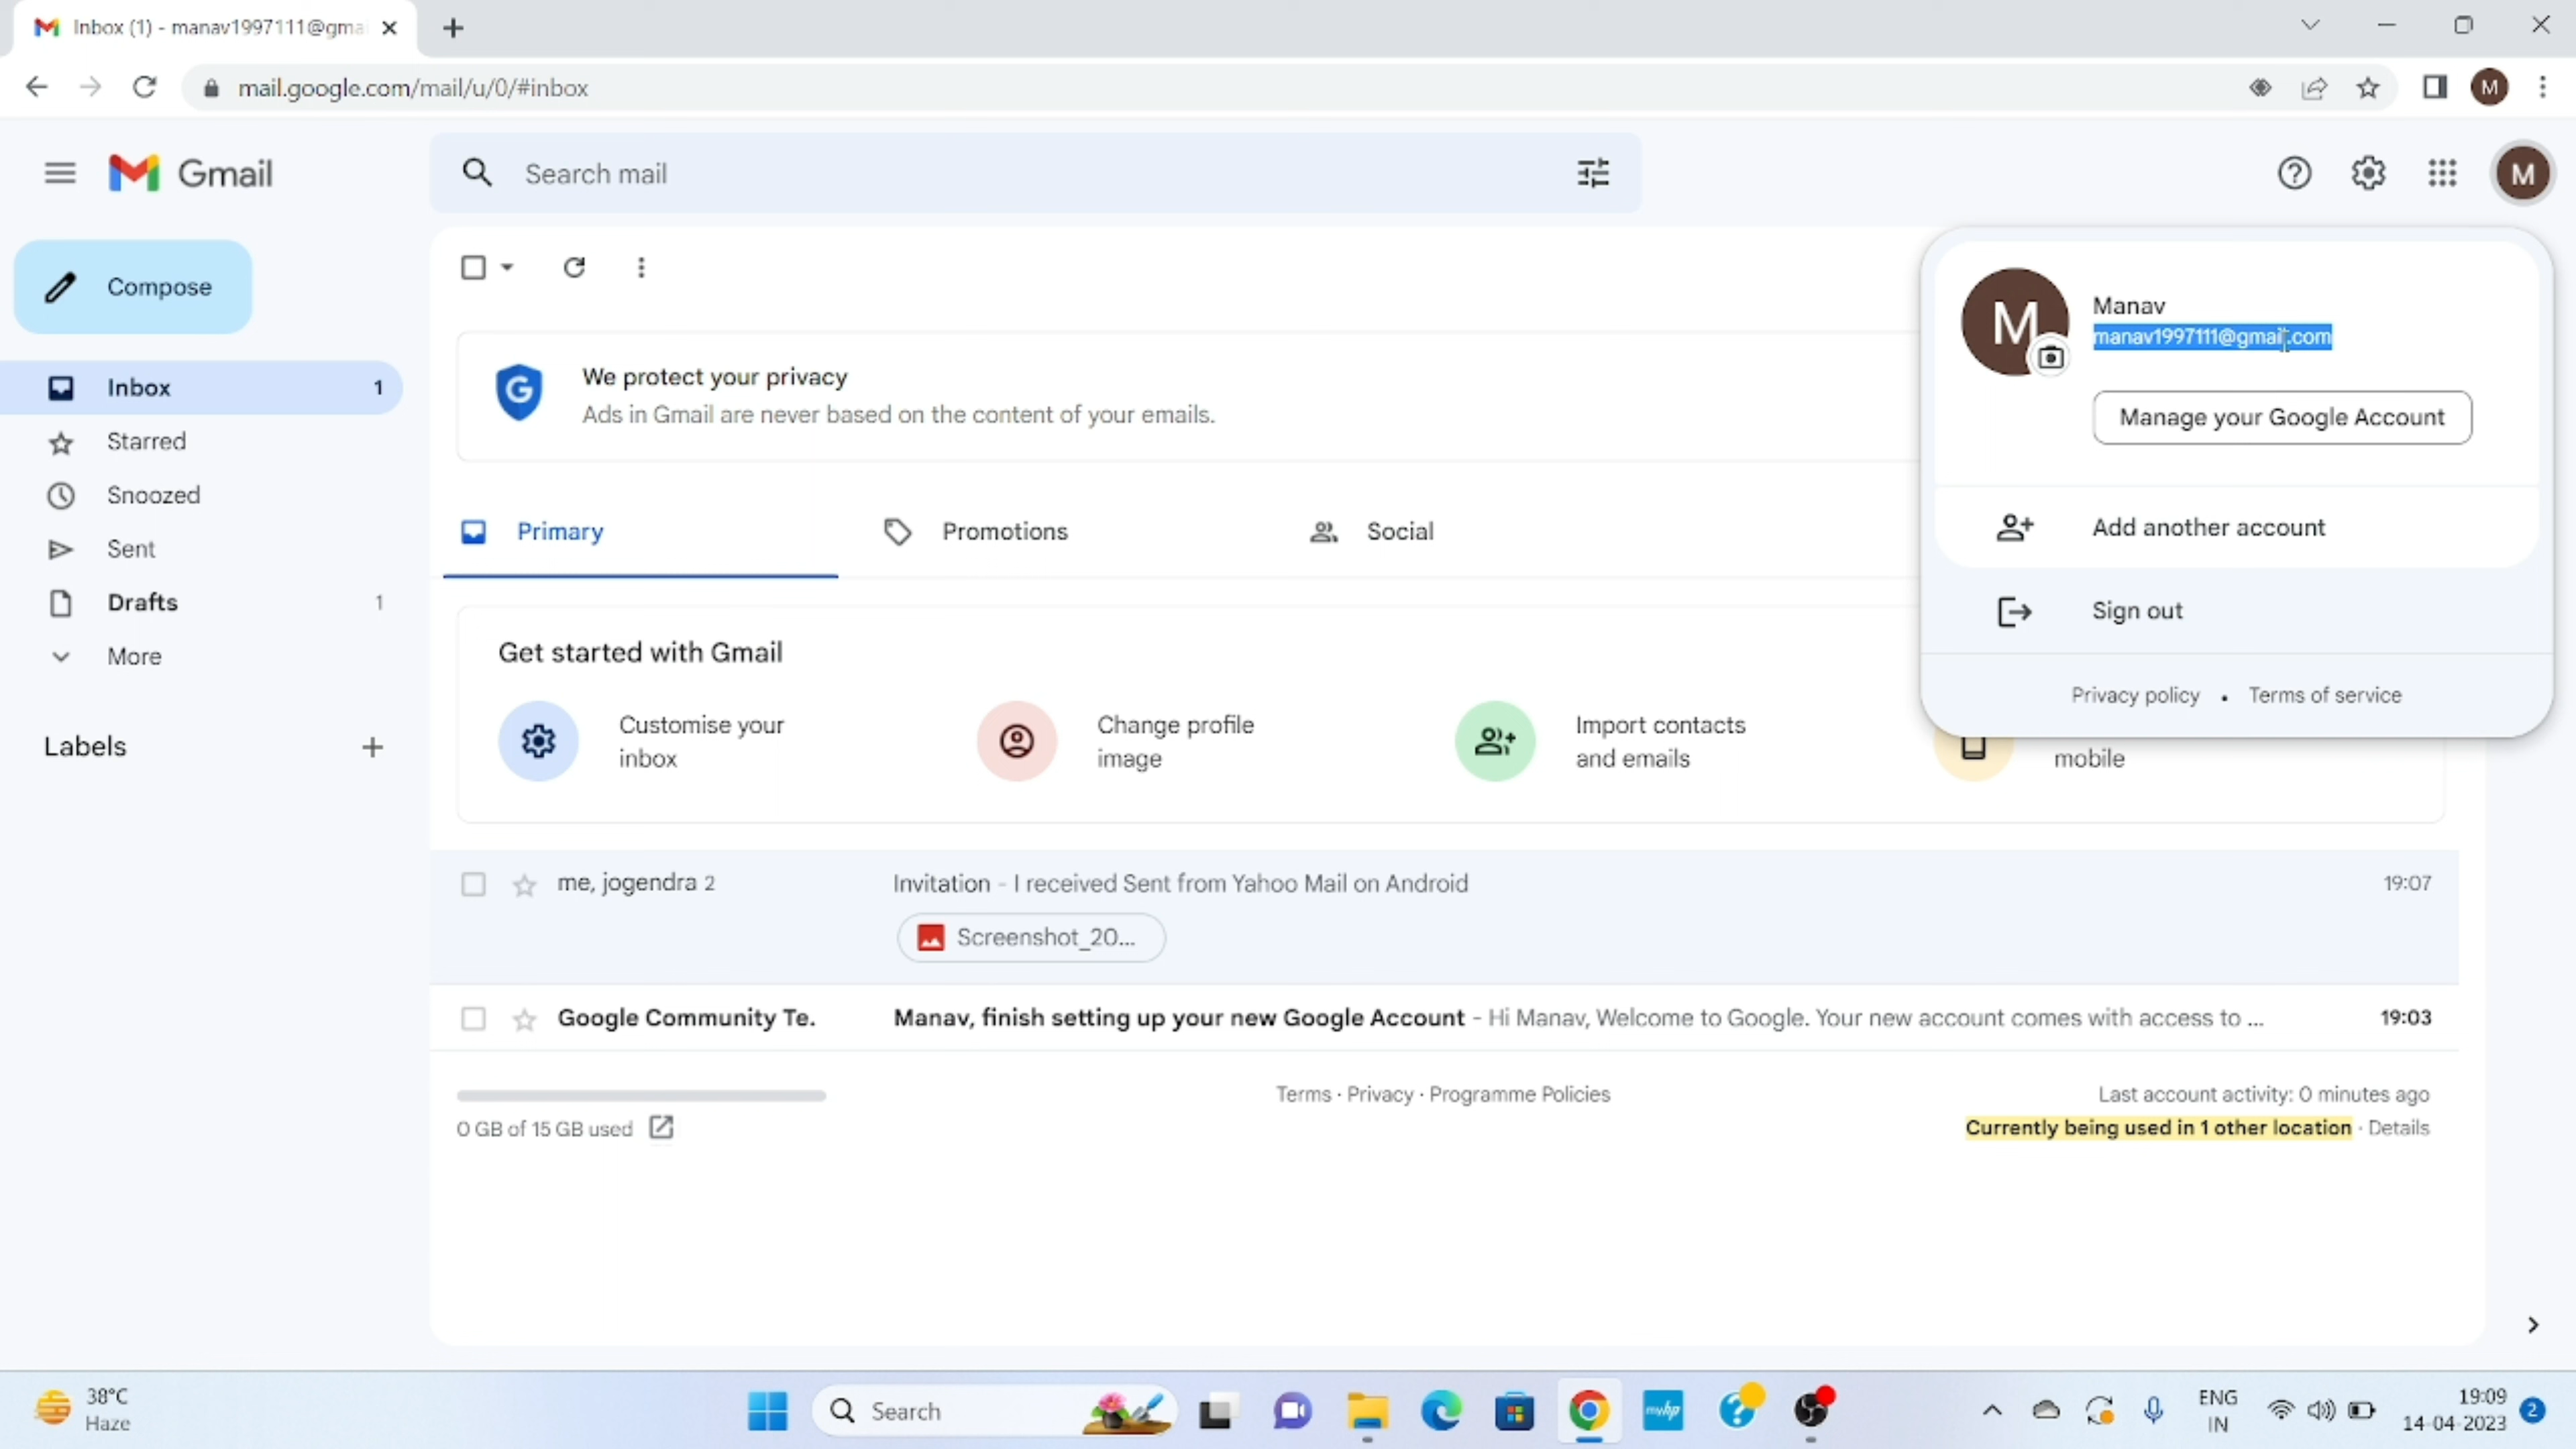 Inbox (1) - manav1997111@gma
mail.google.com/mail/u/0/#inbox
M
Gmail
Search mail
M
Compose
Inbox 1
Starred
Snoozed
Sent
Drafts 1
More
Labels
We protect your privacy
Ads in Gmail are never based on the content of your emails.
M
Manav
manav1997111@gmail.com
Manage your Google Account
Add another account
Sign out
Privacy policy • Terms of service
Primary
Promotions
Social
Get started with Gmail
Customise your
inbox
Change profile
image
Import contacts
and emails
mobile
me, jogendra 2 Invitation - I received Sent from Yahoo Mail on Android 19:07
Screenshot_20...
Google Community Te. Manav, finish setting up your new Google Account - Hi Manav, Welcome to Google. Your new account comes with access to ... 19:03
0 GB of 15 GB used
Terms · Privacy · Programme Policies
Last account activity: 0 minutes ago
Currently being used in 1 other location · Details
38°C
Haze
Search
myhp
ENG
IN
19:09
14-04-2023
2